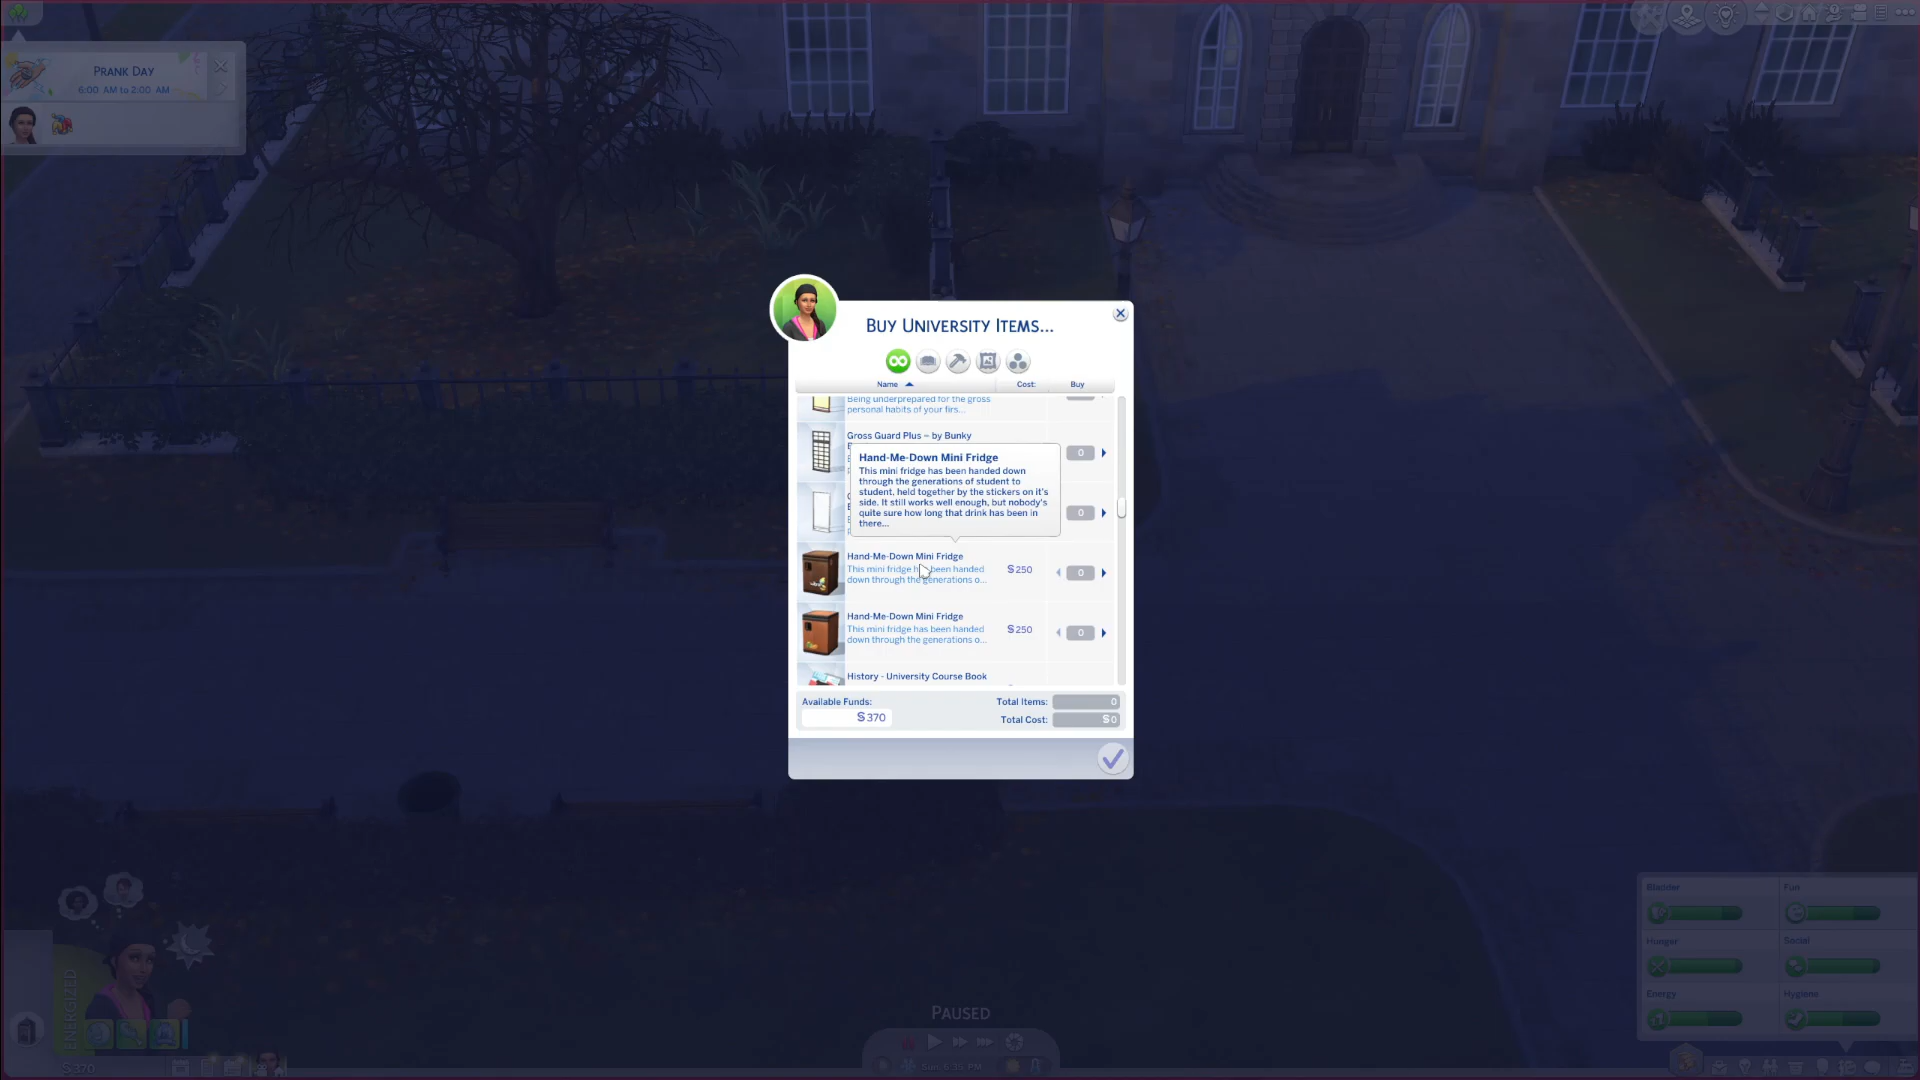 PRANK DAY
6:00 AM to 2:00 AM
BUY UNIVERSITY ITEMS...
Name Cost: Buy
Being underprepared for the gross
personal habits of your firs...
Gross Guard Plus – by Bunky
0
Hand-Me-Down Mini Fridge
This mini fridge has been handed down
through the generations of student to
student, held together by the stickers on it's
side. It still works well enough, but nobody's
quite sure how long that drink has been in
there...
0
Hand-Me-Down Mini Fridge
This mini fridge has been handed
down through the generations o...
§250
0
Hand-Me-Down Mini Fridge
This mini fridge has been handed
down through the generations o...
§250
0
History - University Course Book
Available Funds:
§370
Total Items: 0
Total Cost: §0
ENERGIZED
§370
PAUSED
Sun. 6:35 PM
Bladder Fun
Hunger Social
Energy Hygiene